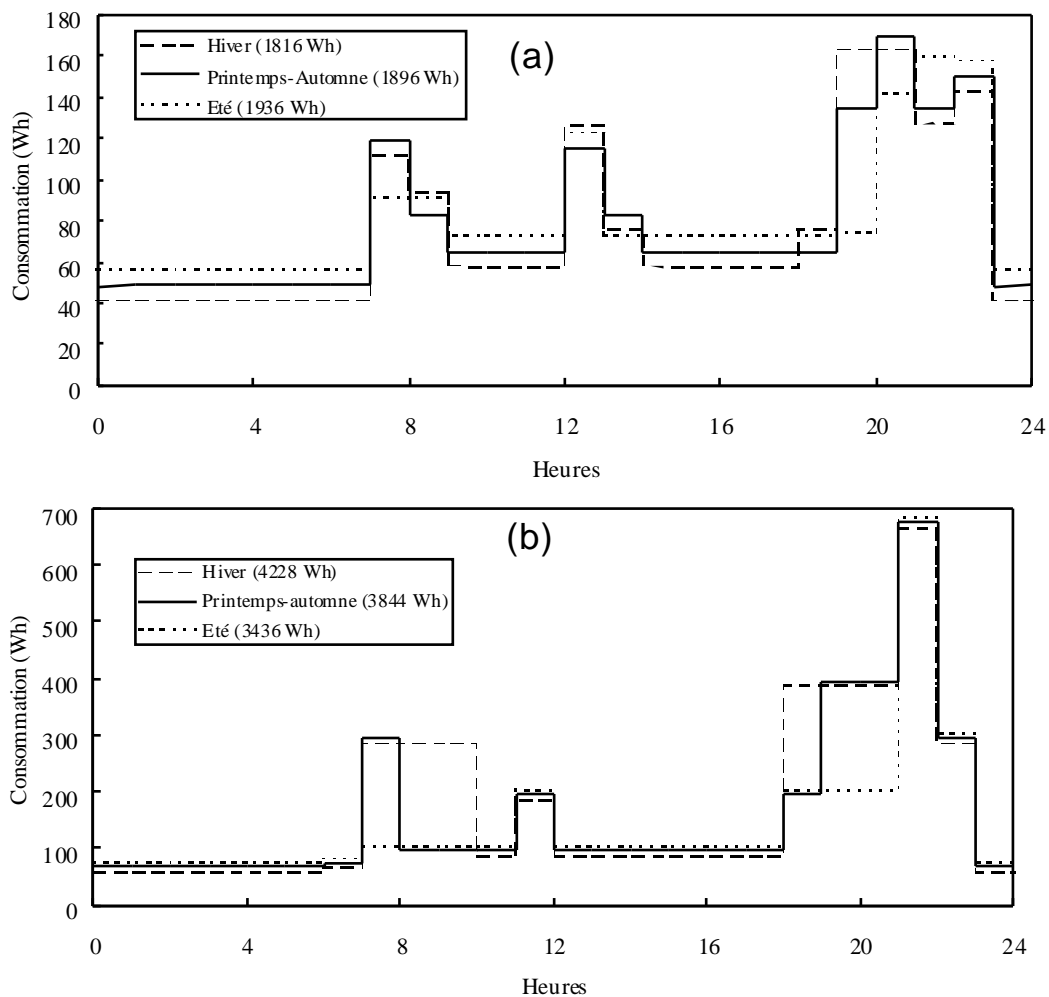 180
160
140
120
100
80
60
40
20
0
Consommation (Wh)
(a)
Hiver (1816 Wh)
Printemps-Automne (1896 Wh)
Eté (1936 Wh)
0 4 8 12 16 20 24
Heures
700
600
500
400
300
200
100
0
Consommation (Wh)
(b)
Hiver (4228 Wh)
Printemps-automne (3844 Wh)
Eté (3436 Wh)
0 4 8 12 16 20 24
Heures